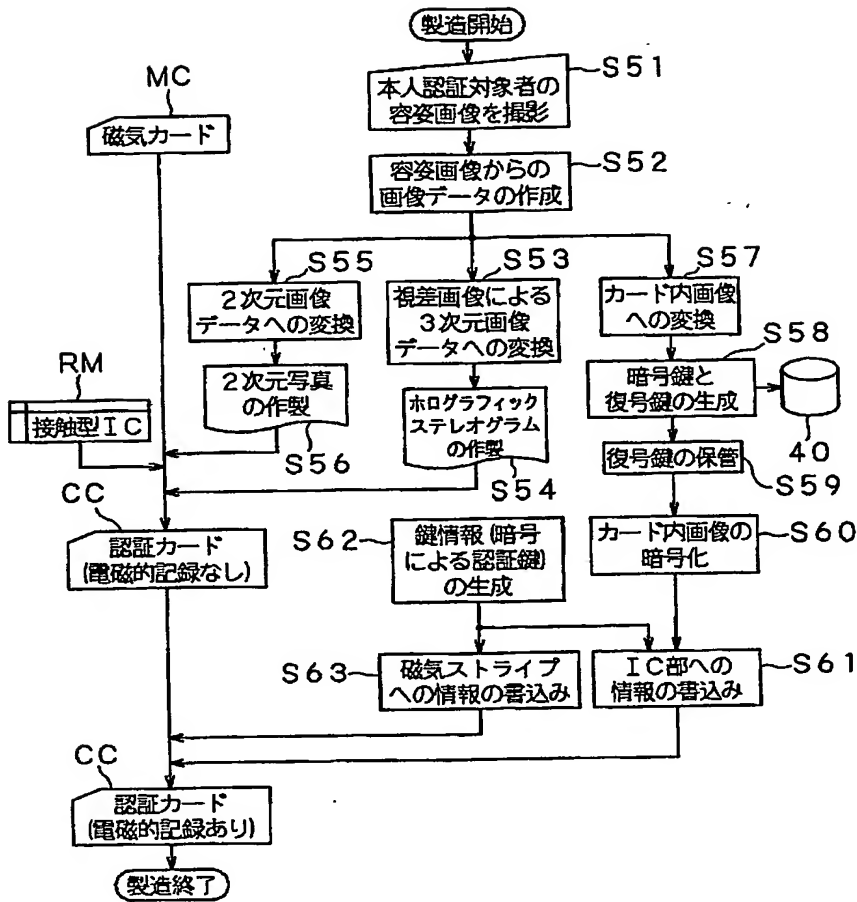 製造開始
S51
本人認証対象者の
容姿画像を撮影
MC
磁気カード
S52
容姿画像からの
画像データの作成
S55
2次元画像
データへの変換
S53
視差画像による
3次元画像
データへの変換
S57
カード内画像
への変換
S58
暗号鍵と
復号鍵の生成
40
RM
接触型IC
2次元写真
の作製
S56
ホログラフィック
ステレオグラム
の作製
S54
復号鍵の保管
S59
CC
認証カード
(電磁的記録なし)
S62
鍵情報(暗号
による認証鍵)
の生成
S60
カード内画像の
暗号化
S63
磁気ストライプ
への情報の書込み
S61
IC部への
情報の書込み
CC
認証カード
(電磁的記録あり)
製造終了